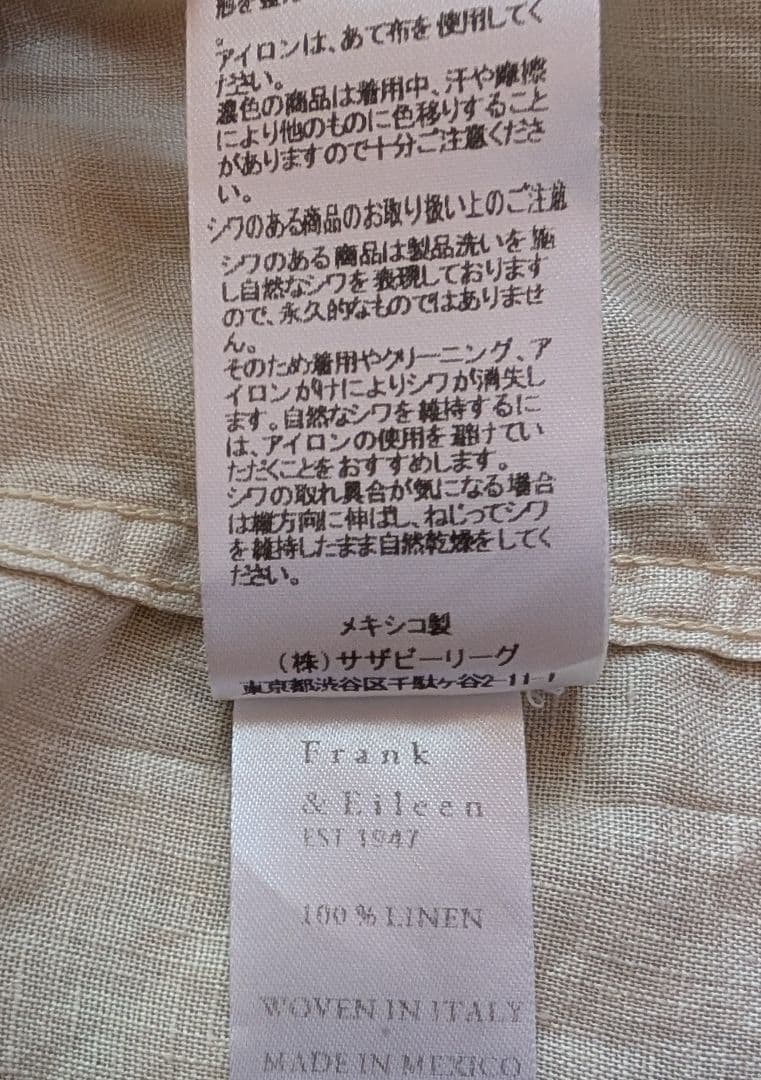 形を整え
。
アイロンは、あて布を使用してく
ださい。
濃色の商品は着用中、汗や摩擦
により他のものに色移りすること
がありますので十分ご注意くださ
い。
シワのある商品のお取り扱い上のご注意
シワのある商品は製品洗いを施
し自然なシワを表現しております
ので、永久的なものではありませ
ん。
そのため着用やクリーニング、ア
イロンがけによりシワが消失し
ます。自然なシワを維持するに
は、アイロンの使用を避けてい
ただくことをおすすめします。
シワの取れ具合が気になる場合
は縦方向に伸ばし、ねじってシワ
を維持したまま自然乾燥をしてく
ださい。
メキシコ製
(株)サザビーリーグ
東京都渋谷区千駄ヶ谷2-11-1
Frank
& Eileen
EST 1947
100 % LINEN
WOVEN IN ITALY
MADE IN MEXICO